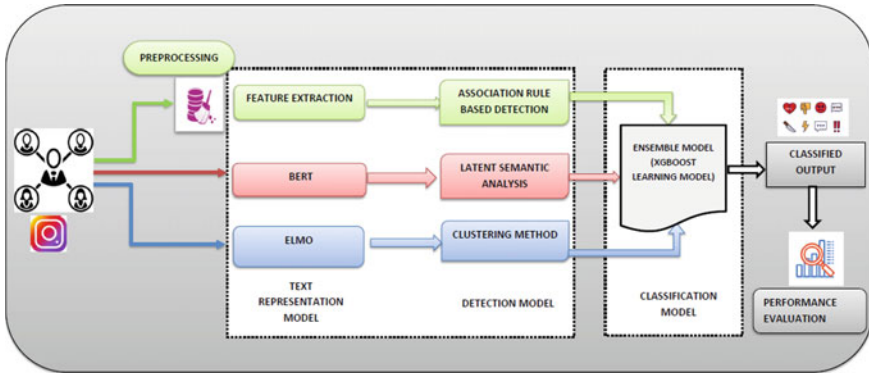 PREPROCESSING
FEATURE EXTRACTION
ASSOCIATION RULE
BASED DETECTION
ENSEMBLE MODEL
(XGBOOST
LEARNING MODEL)
CLASSIFIED
OUTPUT
BERT
LATENT SEMANTIC
ANALYSIS
ELMO
CLUSTERING METHOD
TEXT
REPRESENTATION
MODEL
DETECTION MODEL
CLASSIFICATION
MODEL
PERFORMANCE
EVALUATION